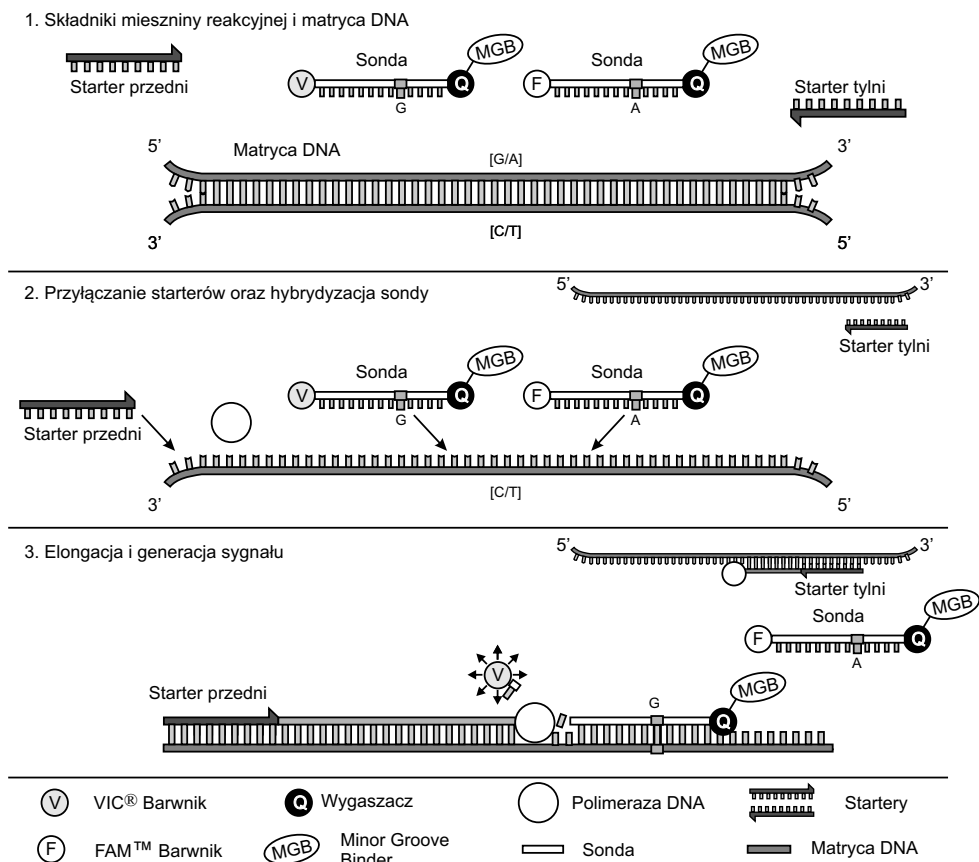 1. Składniki mieszniny reakcyjnej i matryca DNA
MGB
MGB
Sonda
Sonda
V
Q
F
Q
Starter przedni
G
A
Starter tylni
5’
Matryca DNA
[G/A]
3’
3’
[C/T]
5’
2. Przyłączanie starterów oraz hybrydyzacja sondy
5’
3’
Starter tylni
MGB
MGB
Sonda
Sonda
V
Q
F
Q
G
A
Starter przedni
3’
[C/T]
5’
3. Elongacja i generacja sygnału
5’
3’
Starter tylni
Sonda
MGB
F
Q
A
V
MGB
Starter przedni
G
Q
V VIC® Barwnik
Q Wygaszacz
Polimeraza DNA
Startery
F FAM™ Barwnik
MGB Minor Groove
Binder
Sonda
Matryca DNA